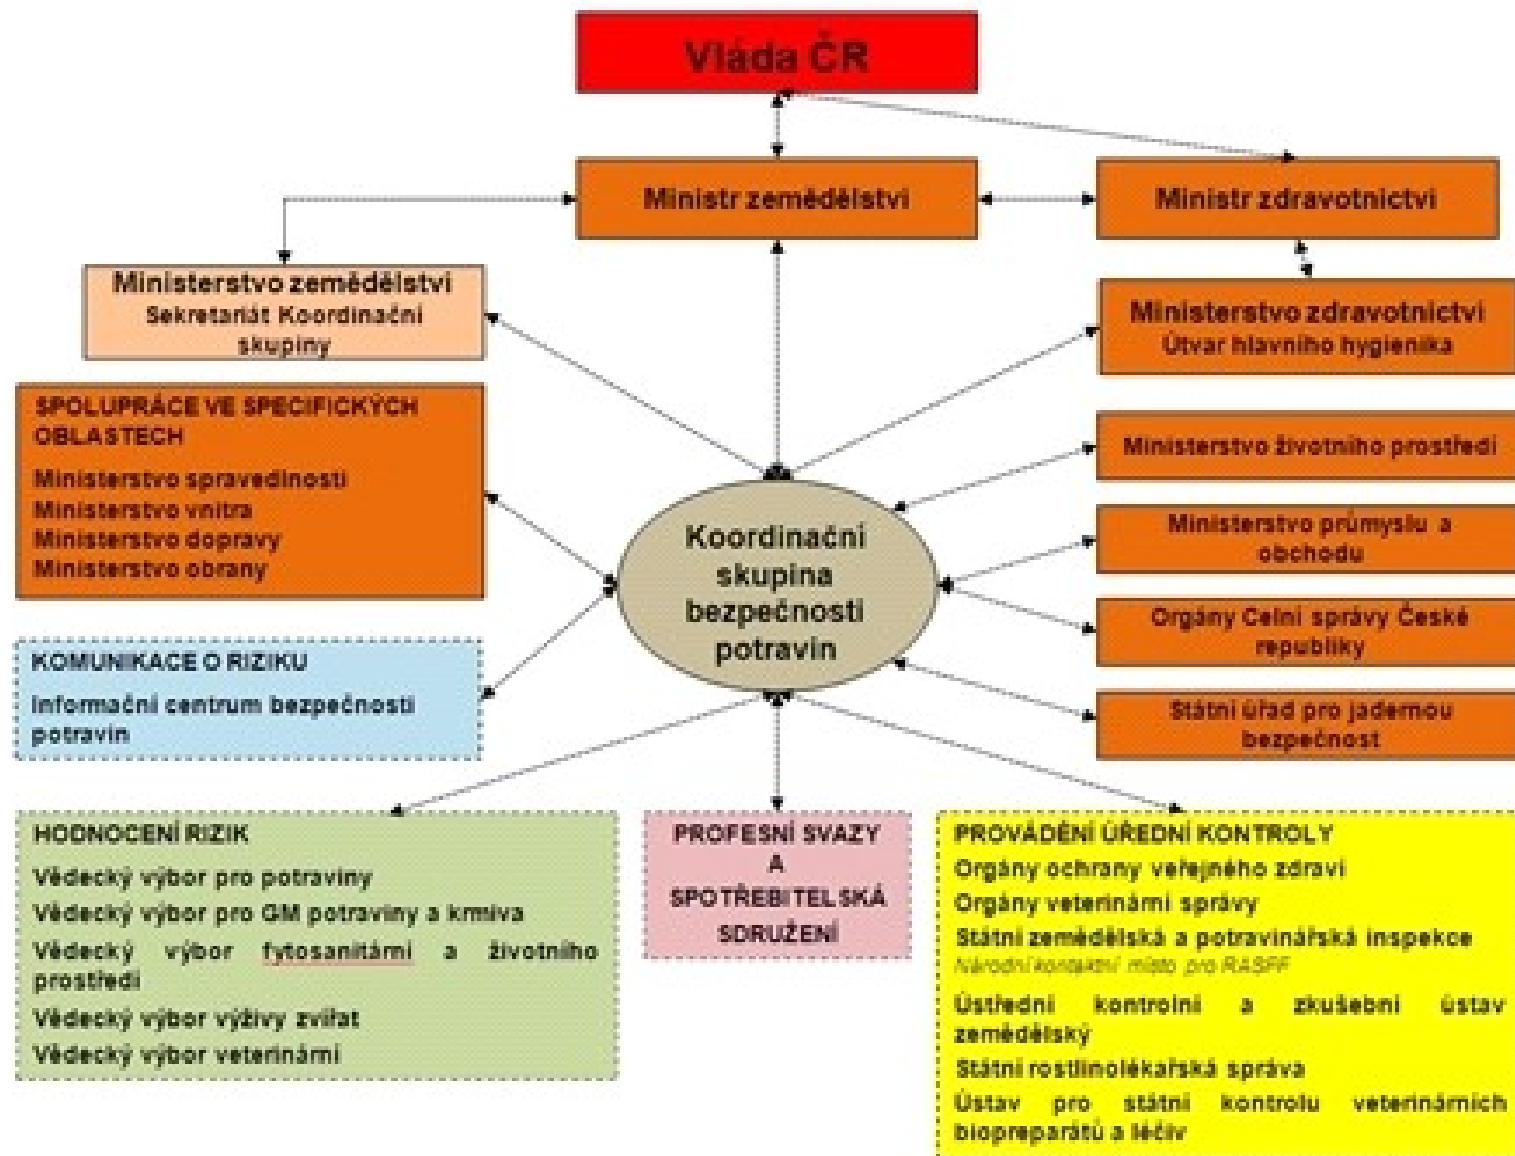 Vláda ČR
Ministr zemědělství
Ministr zdravotnictví
Ministerstvo zemědělství
Sekretariát Koordinační
skupiny
Ministerstvo zdravotnictví
Útvar hlavního hygienika
SPOLUPRÁCE VE SPECIFICKÝCH
OBLASTECH
Ministerstvo spravedlnosti
Ministerstvo vnitra
Ministerstvo dopravy
Ministerstvo obrany
Ministerstvo životního prostředí
Ministerstvo průmyslu a
obchodu
Koordinační
skupina
bezpečnosti
potravin
Orgány Celní správy České
republiky
KOMUNIKACE O RIZIKU
Informační centrum bezpečnosti
potravin
Státní úřad pro jadernou
bezpečnost
HODNOCENÍ RIZIK
Vědecký výbor pro potraviny
Vědecký výbor pro GM potraviny a krmiva
Vědecký výbor fytosanitární a životního
prostředí
Vědecký výbor výživy zvířat
Vědecký výbor veterinární
PROFESNÍ SVAZY
A
SPOTŘEBITELSKÁ
SDRUŽENÍ
PROVÁDĚNÍ ÚŘEDNÍ KONTROLY
Orgány ochrany veřejného zdraví
Orgány veterinární správy
Státní zemědělská a potravinářská inspekce
Národní kontaktní místo pro RASFF
Ústřední kontrolní a zkušební ústav
zemědělský
Státní rostlinolékařská správa
Ústav pro státní kontrolu veterinárních
biopreparátů a léčiv